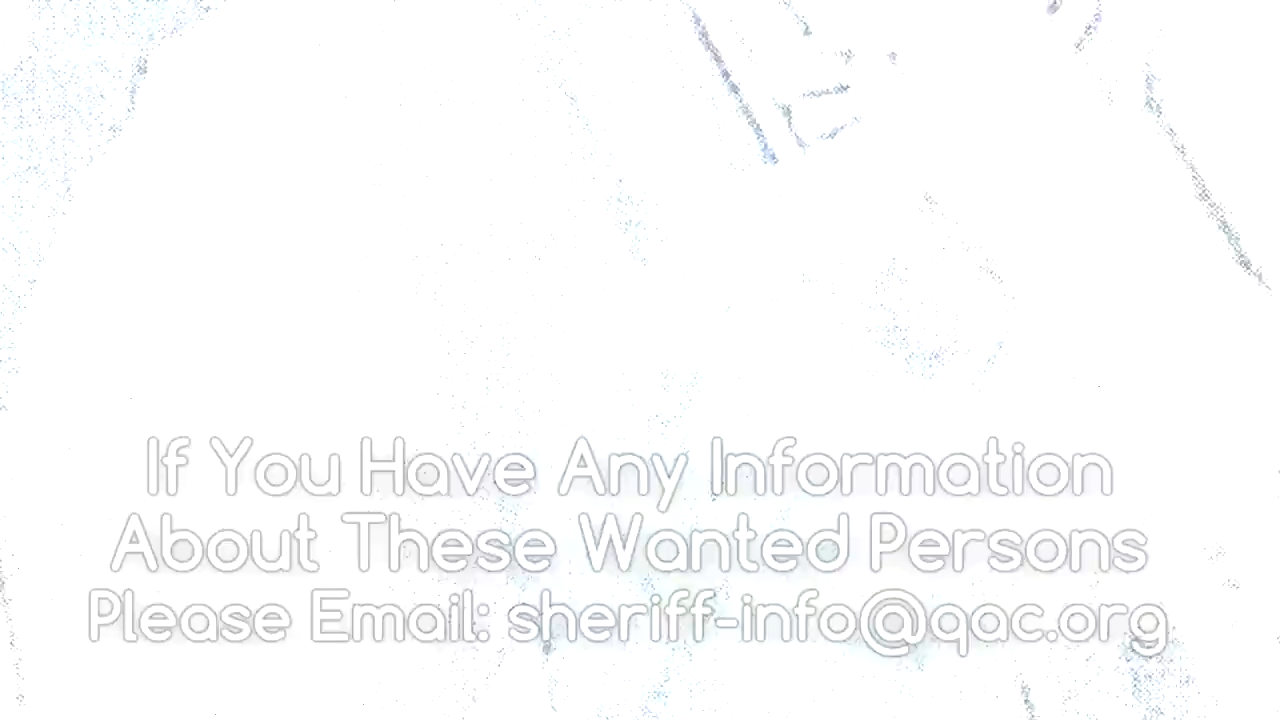 If You Have Any Information
About These Wanted Persons
Please Email: sheriff-info@qac.org